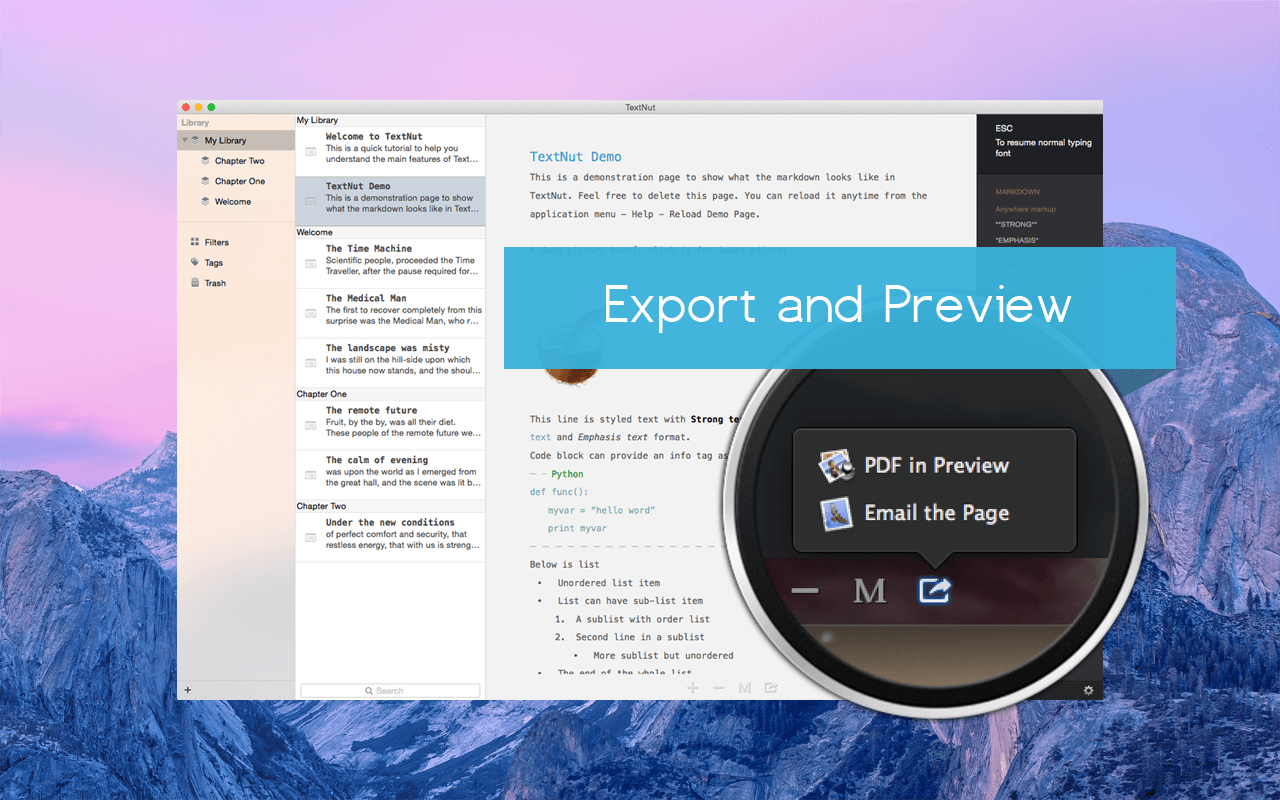 TextNut
Library
My Library
Chapter Two
Chapter One
Welcome
Filters
Tags
Trash
My Library
Welcome to TextNut
This is a quick tutorial to help you
understand the main features of Text...
TextNut Demo
This is a demonstration page to show
what the markdown looks like in Text...
Welcome
The Time Machine
Scientific people, proceeded the Time
Traveller, after the pause required for...
The Medical Man
The first to recover completely from this
surprise was the Medical Man, who r...
The landscape was misty
I was still on the hill-side upon which
this house now stands, and the shoul...
Chapter One
The remote future
Fruit, by the by, was all their diet.
These people of the remote future we...
The calm of evening
was upon the world as I emerged from
the great hall, and the scene was lit b...
Chapter Two
Under the new conditions
of perfect comfort and security, that
restless energy, that with us is streng...
Search
TextNut Demo
This is a demonstration page to show what the markdown looks like in
TextNut. Feel free to delete this page. You can reload it anytime from the
application menu – Help – Reload Demo Page.
Export and Preview
This line is styled text with Strong te
text and Emphasis text format.
Code block can provide an info tag as
– – Python
def func():
myvar = “hello word”
print myvar
Below is list
• Unordered list item
• List can have sub-list item
1. A sublist with order list
2. Second line in a sublist
• More sublist but unordered
• The end of the whole list
M
ESC
To resume normal typing
font
MARKDOWN
Anywhere markup
**STRONG**
*EMPHASIS*
PDF in Preview
Email the Page
M